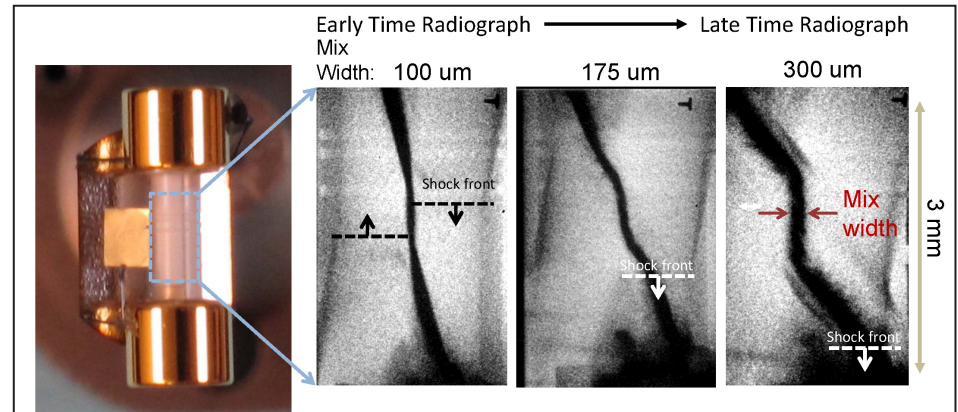 Early Time Radiograph
Late Time Radiograph
Mix
Width:
100 um
175 um
300 um
Shock front
Shock front
Mix
width
Shock front
3 mm